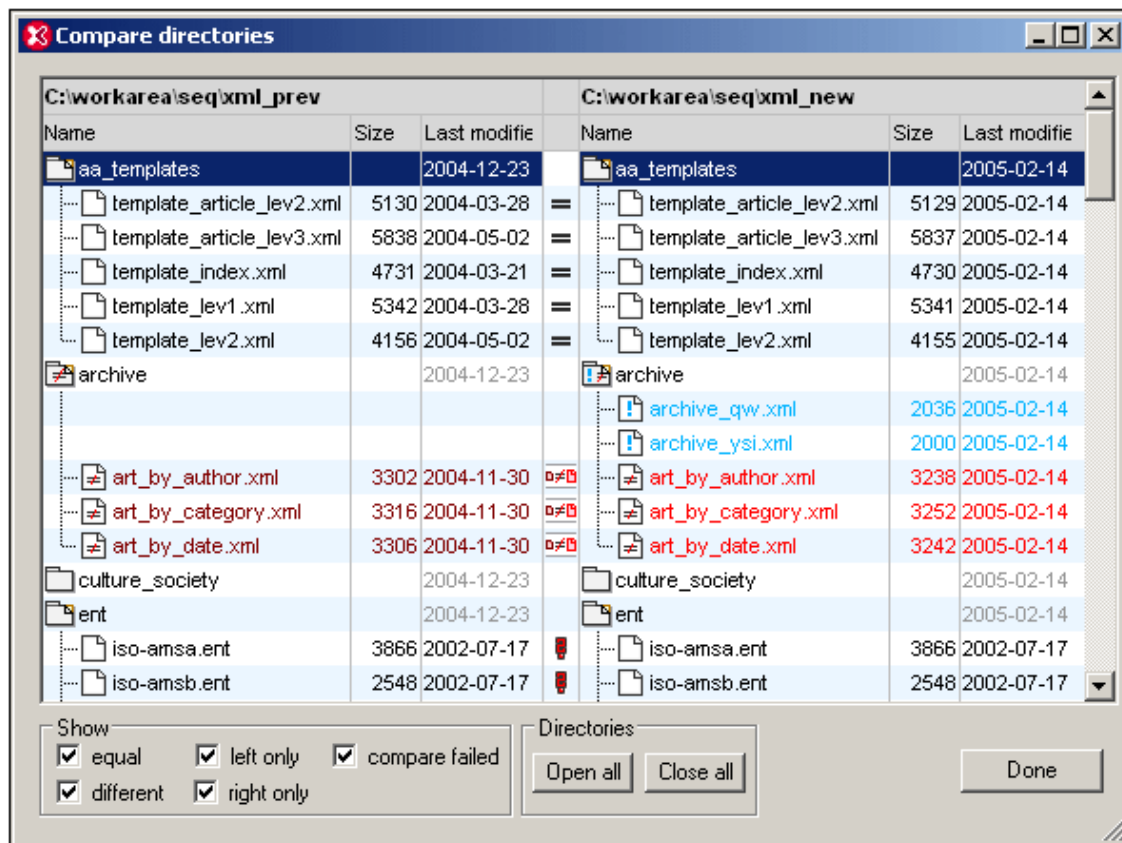 Compare directories
C:\workarea\seq\xml_prev C:\workarea\seq\xml_new
Name Size Last modifie Name Size Last modifie
aa_templates 2004-12-23 aa_templates 2005-02-14
template_article_lev2.xml 5130 2004-03-28 = template_article_lev2.xml 5129 2005-02-14
template_article_lev3.xml 5838 2004-05-02 = template_article_lev3.xml 5837 2005-02-14
template_index.xml 4731 2004-03-21 = template_index.xml 4730 2005-02-14
template_lev1.xml 5342 2004-03-28 = template_lev1.xml 5341 2005-02-14
template_lev2.xml 4156 2004-05-02 = template_lev2.xml 4155 2005-02-14
archive 2004-12-23 archive 2005-02-14
archive_qw.xml 2036 2005-02-14
archive_ysi.xml 2000 2005-02-14
art_by_author.xml 3302 2004-11-30 ≠ art_by_author.xml 3238 2005-02-14
art_by_category.xml 3316 2004-11-30 ≠ art_by_category.xml 3252 2005-02-14
art_by_date.xml 3306 2004-11-30 ≠ art_by_date.xml 3242 2005-02-14
culture_society 2004-12-23 culture_society 2005-02-14
ent 2004-12-23 ent 2005-02-14
iso-amsa.ent 3866 2002-07-17 iso-amsa.ent 3866 2002-07-17
iso-amsb.ent 2548 2002-07-17 iso-amsb.ent 2548 2002-07-17
Show Directories
equal left only compare failed Open all Close all Done
different right only